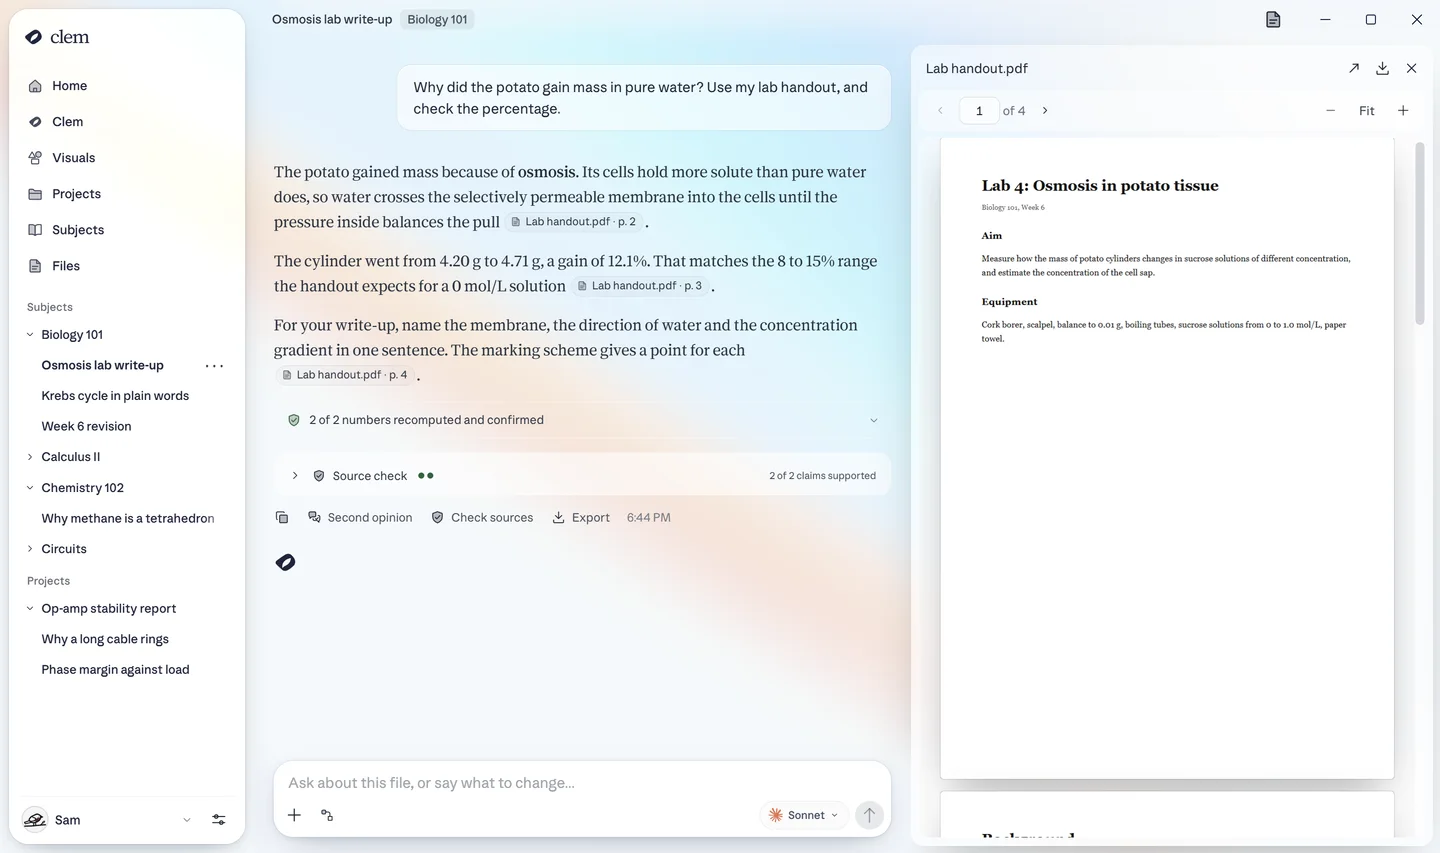 clem
Home
Clem
Visuals
Projects
Subjects
Files
Subjects
Biology 101
Osmosis lab write-up
Krebs cycle in plain words
Week 6 revision
Calculus II
Chemistry 102
Why methane is a tetrahedron
Circuits
Projects
Op-amp stability report
Why a long cable rings
Phase margin against load
Sam
Osmosis lab write-up Biology 101
Why did the potato gain mass in pure water? Use my lab handout, and
check the percentage.
The potato gained mass because of osmosis. Its cells hold more solute than pure water
does, so water crosses the selectively permeable membrane into the cells until the
pressure inside balances the pull Lab handout.pdf · p. 2 .
The cylinder went from 4.20 g to 4.71 g, a gain of 12.1%. That matches the 8 to 15% range
the handout expects for a 0 mol/L solution Lab handout.pdf · p. 3 .
For your write-up, name the membrane, the direction of water and the concentration
gradient in one sentence. The marking scheme gives a point for each
Lab handout.pdf · p. 4 .
2 of 2 numbers recomputed and confirmed
Source check 2 of 2 claims supported
Second opinion Check sources Export 6:44 PM
Ask about this file, or say what to change...
Sonnet
Lab handout.pdf
1 of 4 Fit
Lab 4: Osmosis in potato tissue
Biology 101, Week 6
Aim
Measure how the mass of potato cylinders changes in sucrose solutions of different concentration,
and estimate the concentration of the cell sap.
Equipment
Cork borer, scalpel, balance to 0.01 g, boiling tubes, sucrose solutions from 0 to 1.0 mol/L, paper
towel.
Background